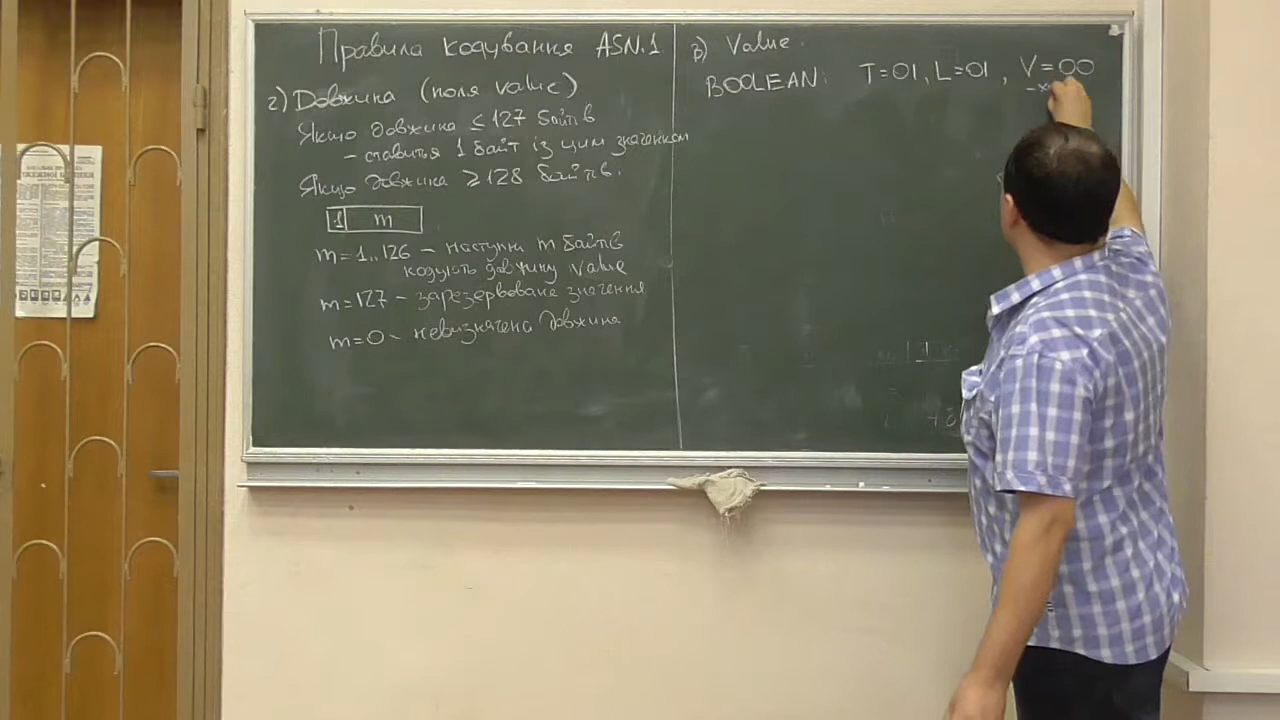 Правила кодування ASN.1
2) Довжина (поля value)
Якщо довжина ≤ 127 байтів
- ставиться 1 байт із цим значенням
Якщо довжина ≥ 128 байтів.
1 m
m=1..126 – наступні m байтів
кодують довжину value
m=127 – зарезервоване значення
m=0 – невизначена довжина
3) Value.
BOOLEAN: T=01, L=01, V=00